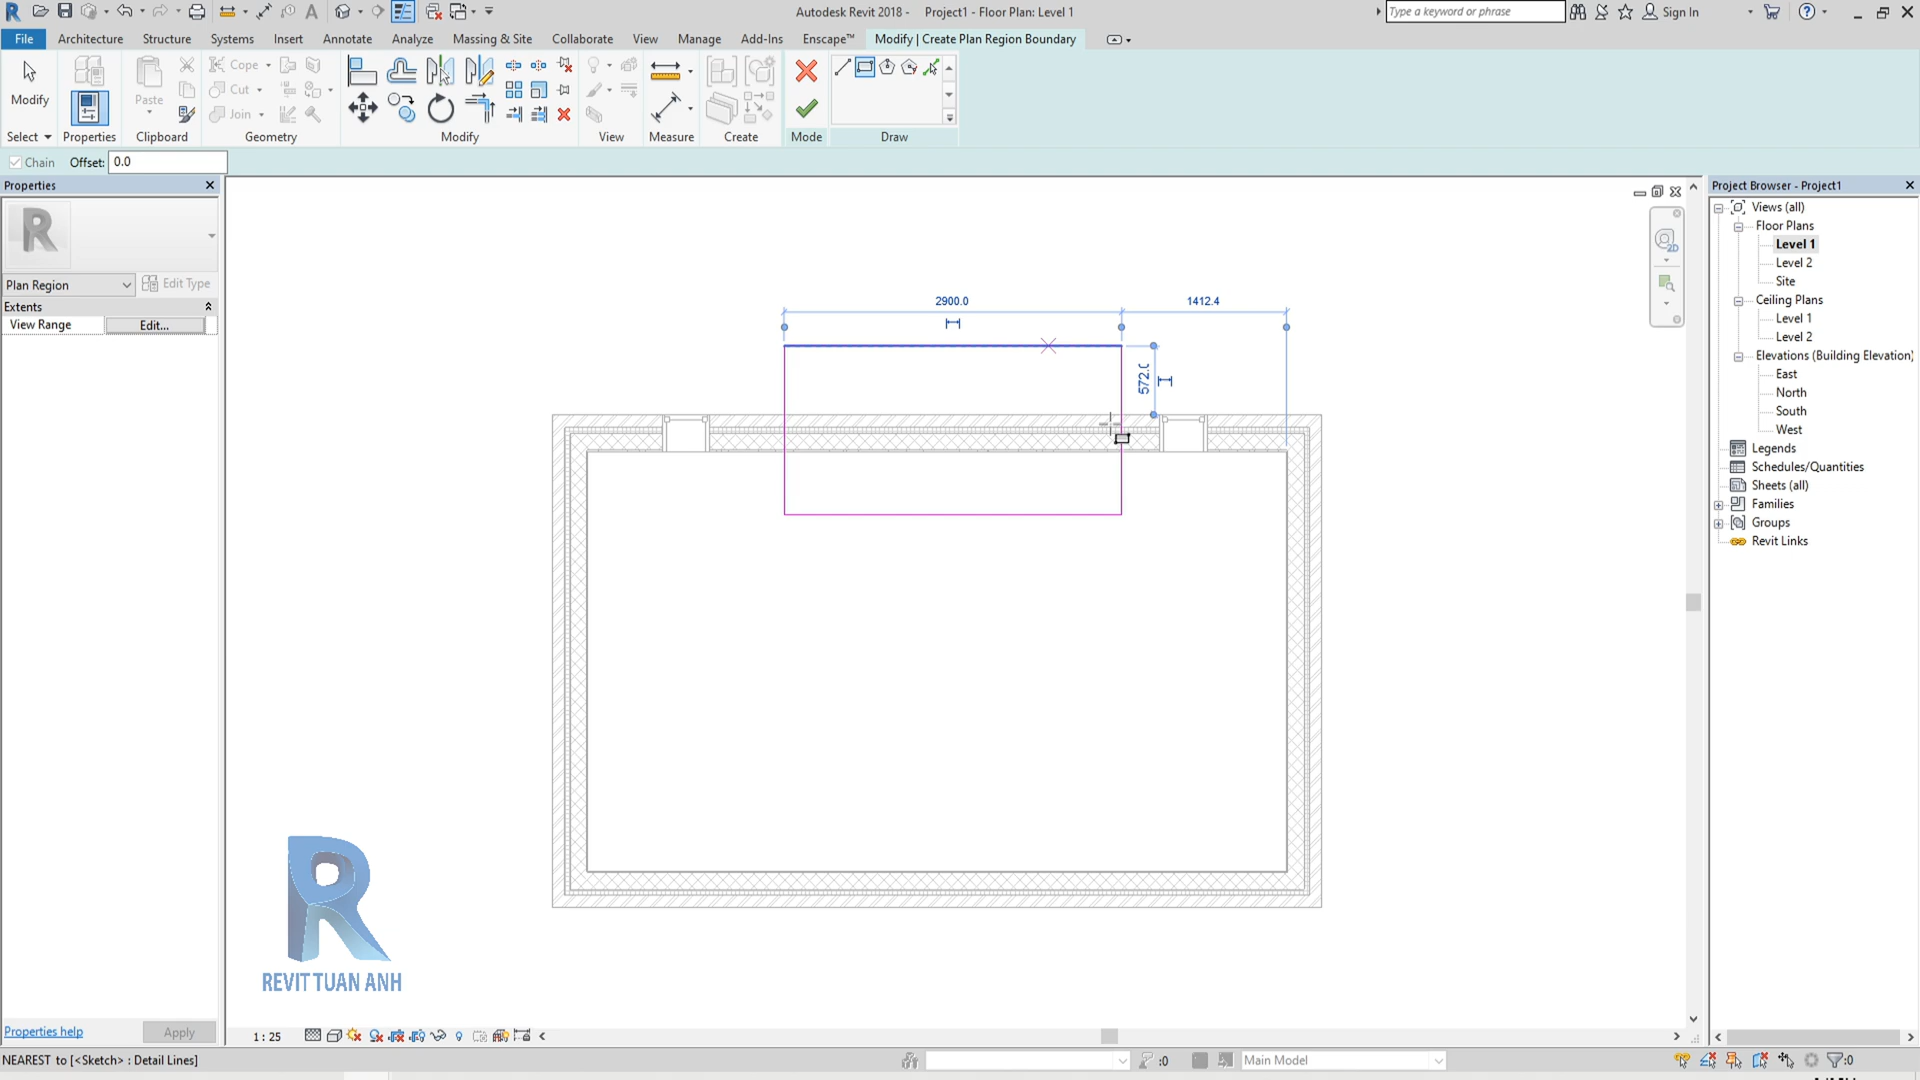 Autodesk Revit 2018 - Project1 - Floor Plan: Level 1
Type a keyword or phrase
Sign In
File Architecture Structure Systems Insert Annotate Analyze Massing & Site Collaborate View Manage Add-Ins Enscape™ Modify | Create Plan Region Boundary
Modify
Paste
Cope
Cut
Join
Select Properties Clipboard Geometry Modify View Measure Create Mode Draw
Chain Offset: 0.0
Properties
R
Plan Region
Edit Type
Extents
View Range
Edit...
Properties help
Apply
2900.0
1412.4
572.0
2D
R
REVIT TUAN ANH
1 : 25
Project Browser - Project1
Views (all)
Floor Plans
Level 1
Level 2
Site
Ceiling Plans
Level 1
Level 2
Elevations (Building Elevation)
East
North
South
West
Legends
Schedules/Quantities
Sheets (all)
Families
Groups
Revit Links
NEAREST to [<Sketch> : Detail Lines]
:0
Main Model
:0